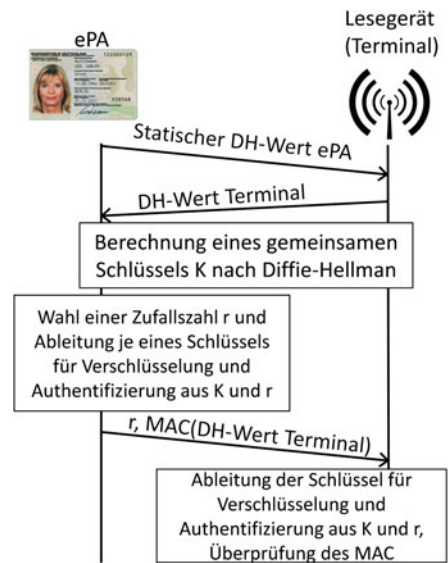 ePA
Lesegerät
(Terminal)
Statischer DH-Wert ePA
DH-Wert Terminal
Berechnung eines gemeinsamen
Schlüssels K nach Diffie-Hellman
Wahl einer Zufallszahl r und
Ableitung je eines Schlüssels
für Verschlüsselung und
Authentifizierung aus K und r
r, MAC(DH-Wert Terminal)
Ableitung der Schlüssel für
Verschlüsselung und
Authentifizierung aus K und r,
Überprüfung des MAC